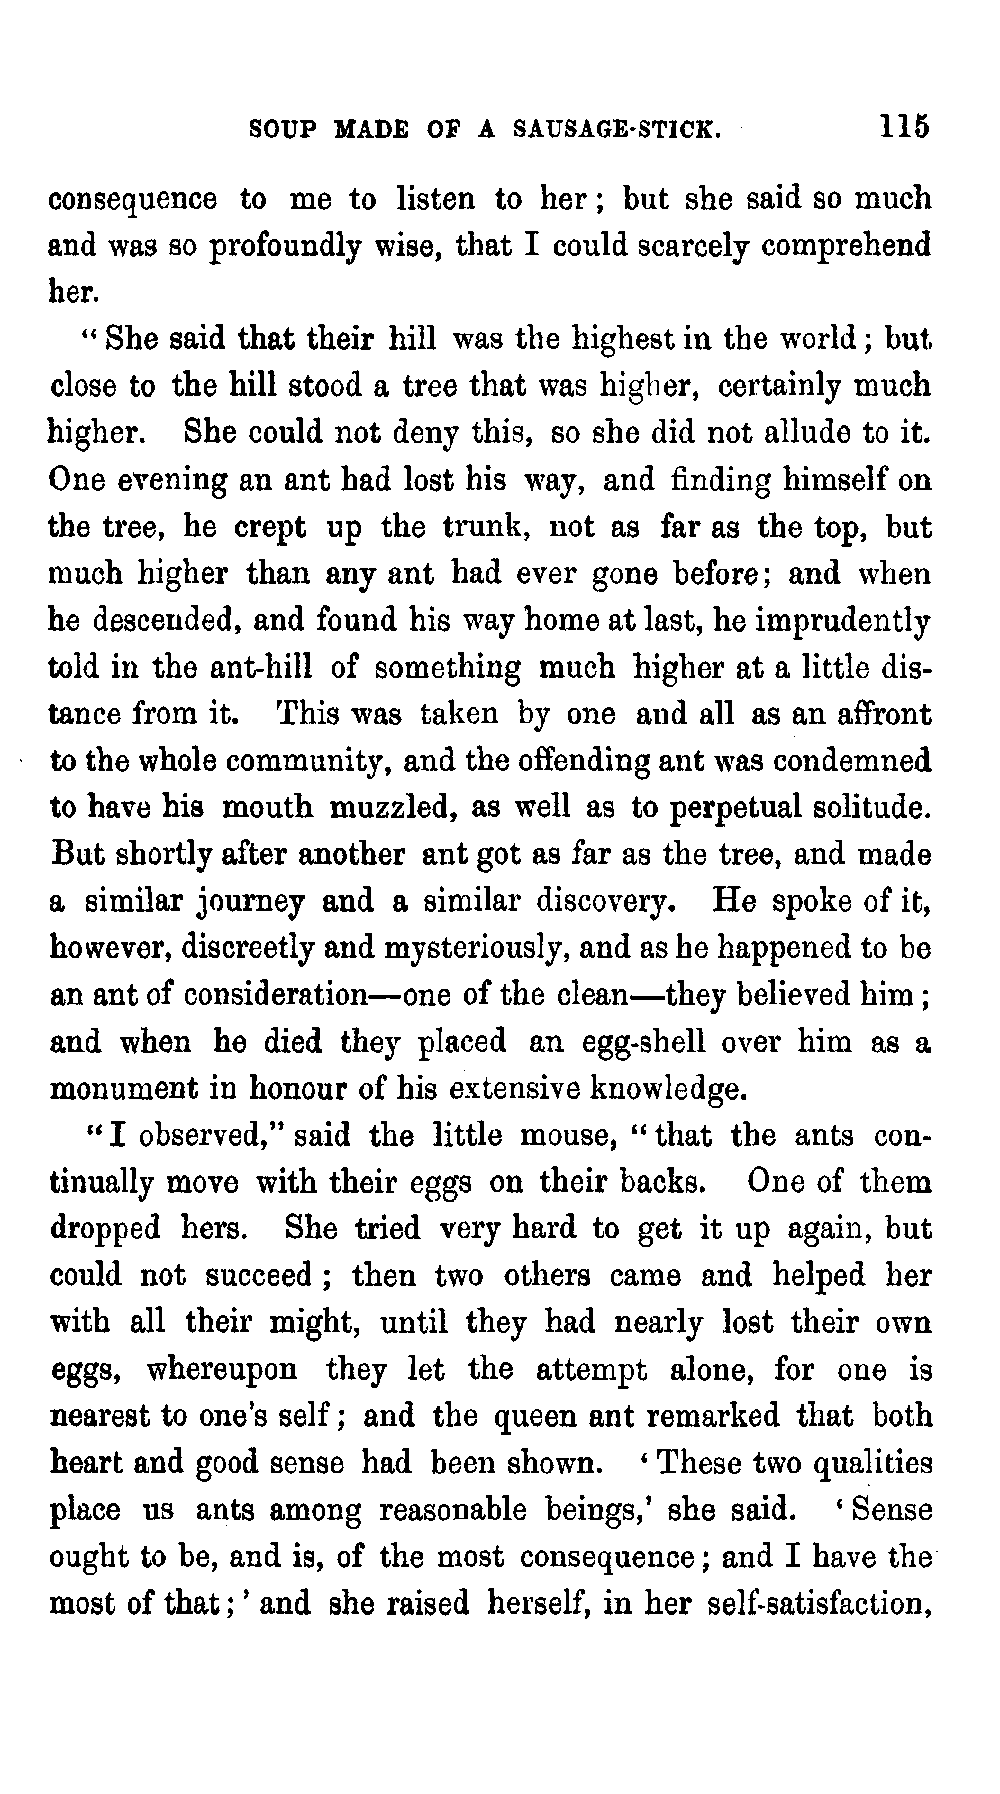 SOUP MADE OF A SAUSAGE-STICK. 115
consequence to me to listen to her; but she said so much
and was so profoundly wise, that I could scarcely comprehend
her.
"She said that their hill was the highest in the world; but
close to the hill stood a tree that was higher, certainly much
higher. She could not deny this, so she did not allude to it.
One evening an ant had lost his way, and finding himself on
the tree, he crept up the trunk, not as far as the top, but
much higher than any ant had ever gone before; and when
he descended, and found his way home at last, he imprudently
told in the ant-hill of something much higher at a little dis-
tance from it. This was taken by one and all as an affront
to the whole community, and the offending ant was condemned
to have his mouth muzzled, as well as to perpetual solitude.
But shortly after another ant got as far as the tree, and made
a similar journey and a similar discovery. He spoke of it,
however, discreetly and mysteriously, and as he happened to be
an ant of consideration—one of the clean—they believed him;
and when he died they placed an egg-shell over him as a
monument in honour of his extensive knowledge.
"I observed," said the little mouse, "that the ants con-
tinually move with their eggs on their backs. One of them
dropped hers. She tried very hard to get it up again, but
could not succeed; then two others came and helped her
with all their might, until they had nearly lost their own
eggs, whereupon they let the attempt alone, for one is
nearest to one's self; and the queen ant remarked that both
heart and good sense had been shown. 'These two qualities
place us ants among reasonable beings,' she said. 'Sense
ought to be, and is, of the most consequence; and I have the
most of that;' and she raised herself, in her self-satisfaction,